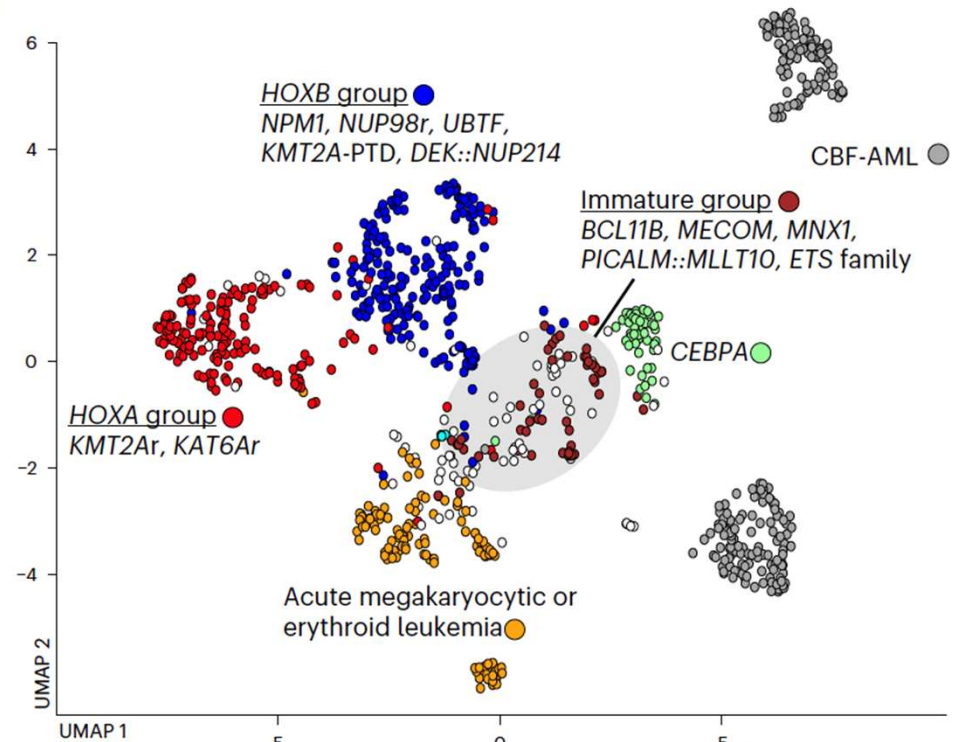 6
HOXB group
NPM1, NUP98r, UBTF,
KMT2A-PTD, DEK::NUP214
4
CBF-AML
Immature group
BCL11B, MECOM, MNX1,
PICALM::MLLT10, ETS family
2
0
CEBPA
HOXA group
KMT2Ar, KAT6Ar
−2
−4
Acute megakaryocytic or
erythroid leukemia
UMAP 2
UMAP 1